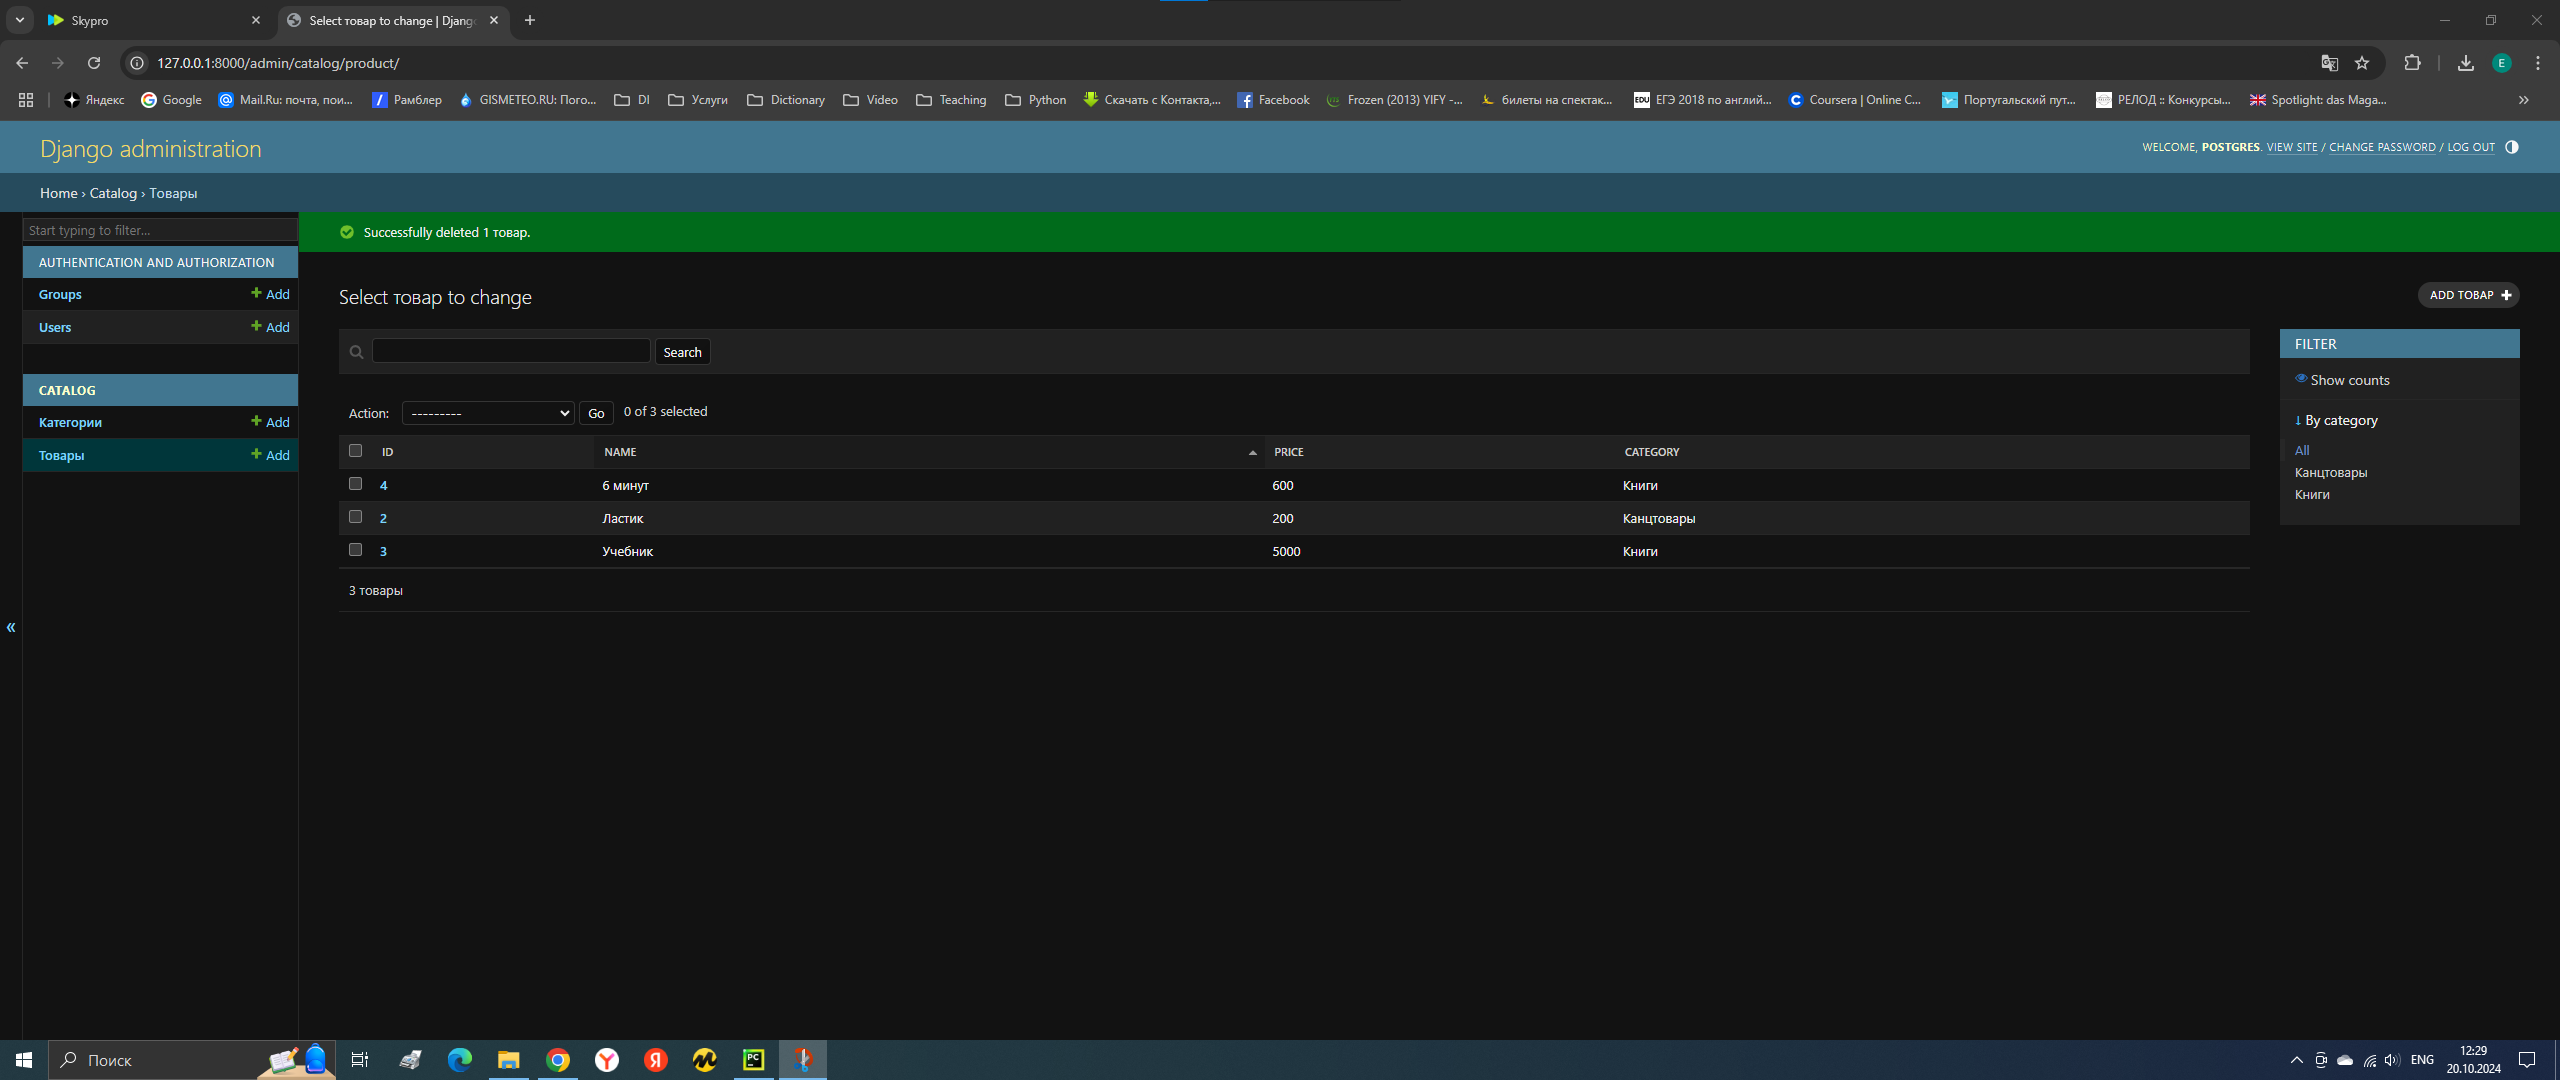 Skypro
Select товар to change | Djang
127.0.0.1:8000/admin/catalog/product/
Яндекс Google Mail.Ru: почта, пои... Рамблер GISMETEO.RU: Пого... DI Услуги Dictionary Video Teaching Python Скачать с Контакта,... Facebook Frozen (2013) YIFY -... билеты на спектак... EDU ЕГЭ 2018 по англий... Coursera | Online C... Португальский пут... РЕЛОД :: Конкурсы... Spotlight: das Maga...
Django administration
WELCOME, POSTGRES. VIEW SITE / CHANGE PASSWORD / LOG OUT
Home › Catalog › Товары
Start typing to filter...
AUTHENTICATION AND AUTHORIZATION
Groups Add
Users Add
CATALOG
Категории Add
Товары Add
«
Successfully deleted 1 товар.
Select товар to change
ADD ТОВАР
Search
Action: --------- Go 0 of 3 selected
ID NAME PRICE CATEGORY
4 6 минут 600 Книги
2 Ластик 200 Канцтовары
3 Учебник 5000 Книги
3 товары
FILTER
Show counts
↓ By category
All
Канцтовары
Книги
Поиск
ENG
12:29
20.10.2024